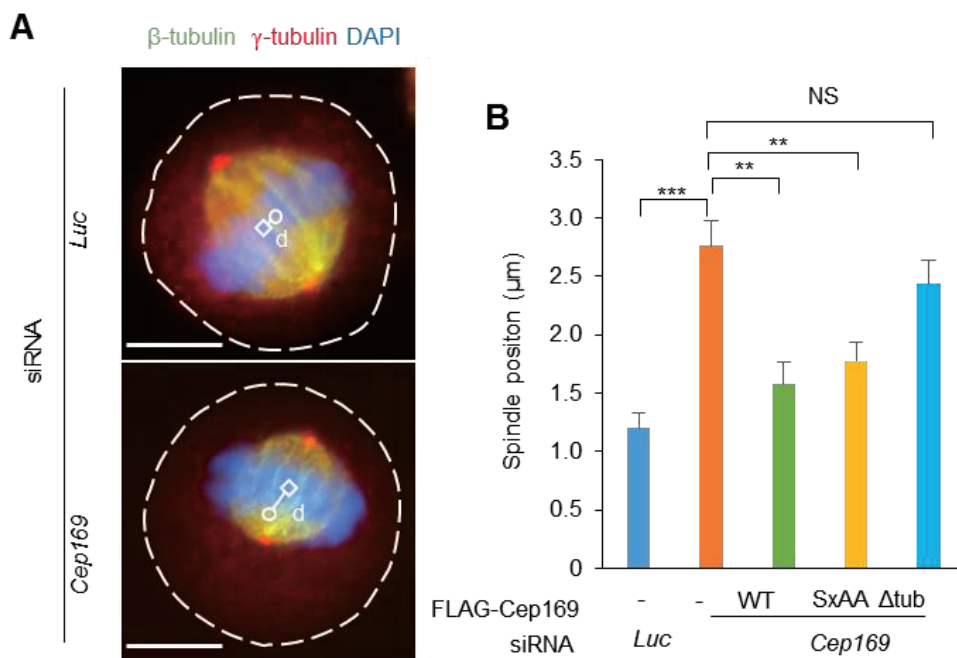 A
β-tubulin γ-tubulin DAPI
siRNA
Luc
d
Cep169
d
B
NS
**
**
***
Spindle positon (µm)
3.5
3.0
2.5
2.0
1.5
1.0
0.5
0
FLAG-Cep169 - - WT SxAA Δtub
siRNA Luc Cep169